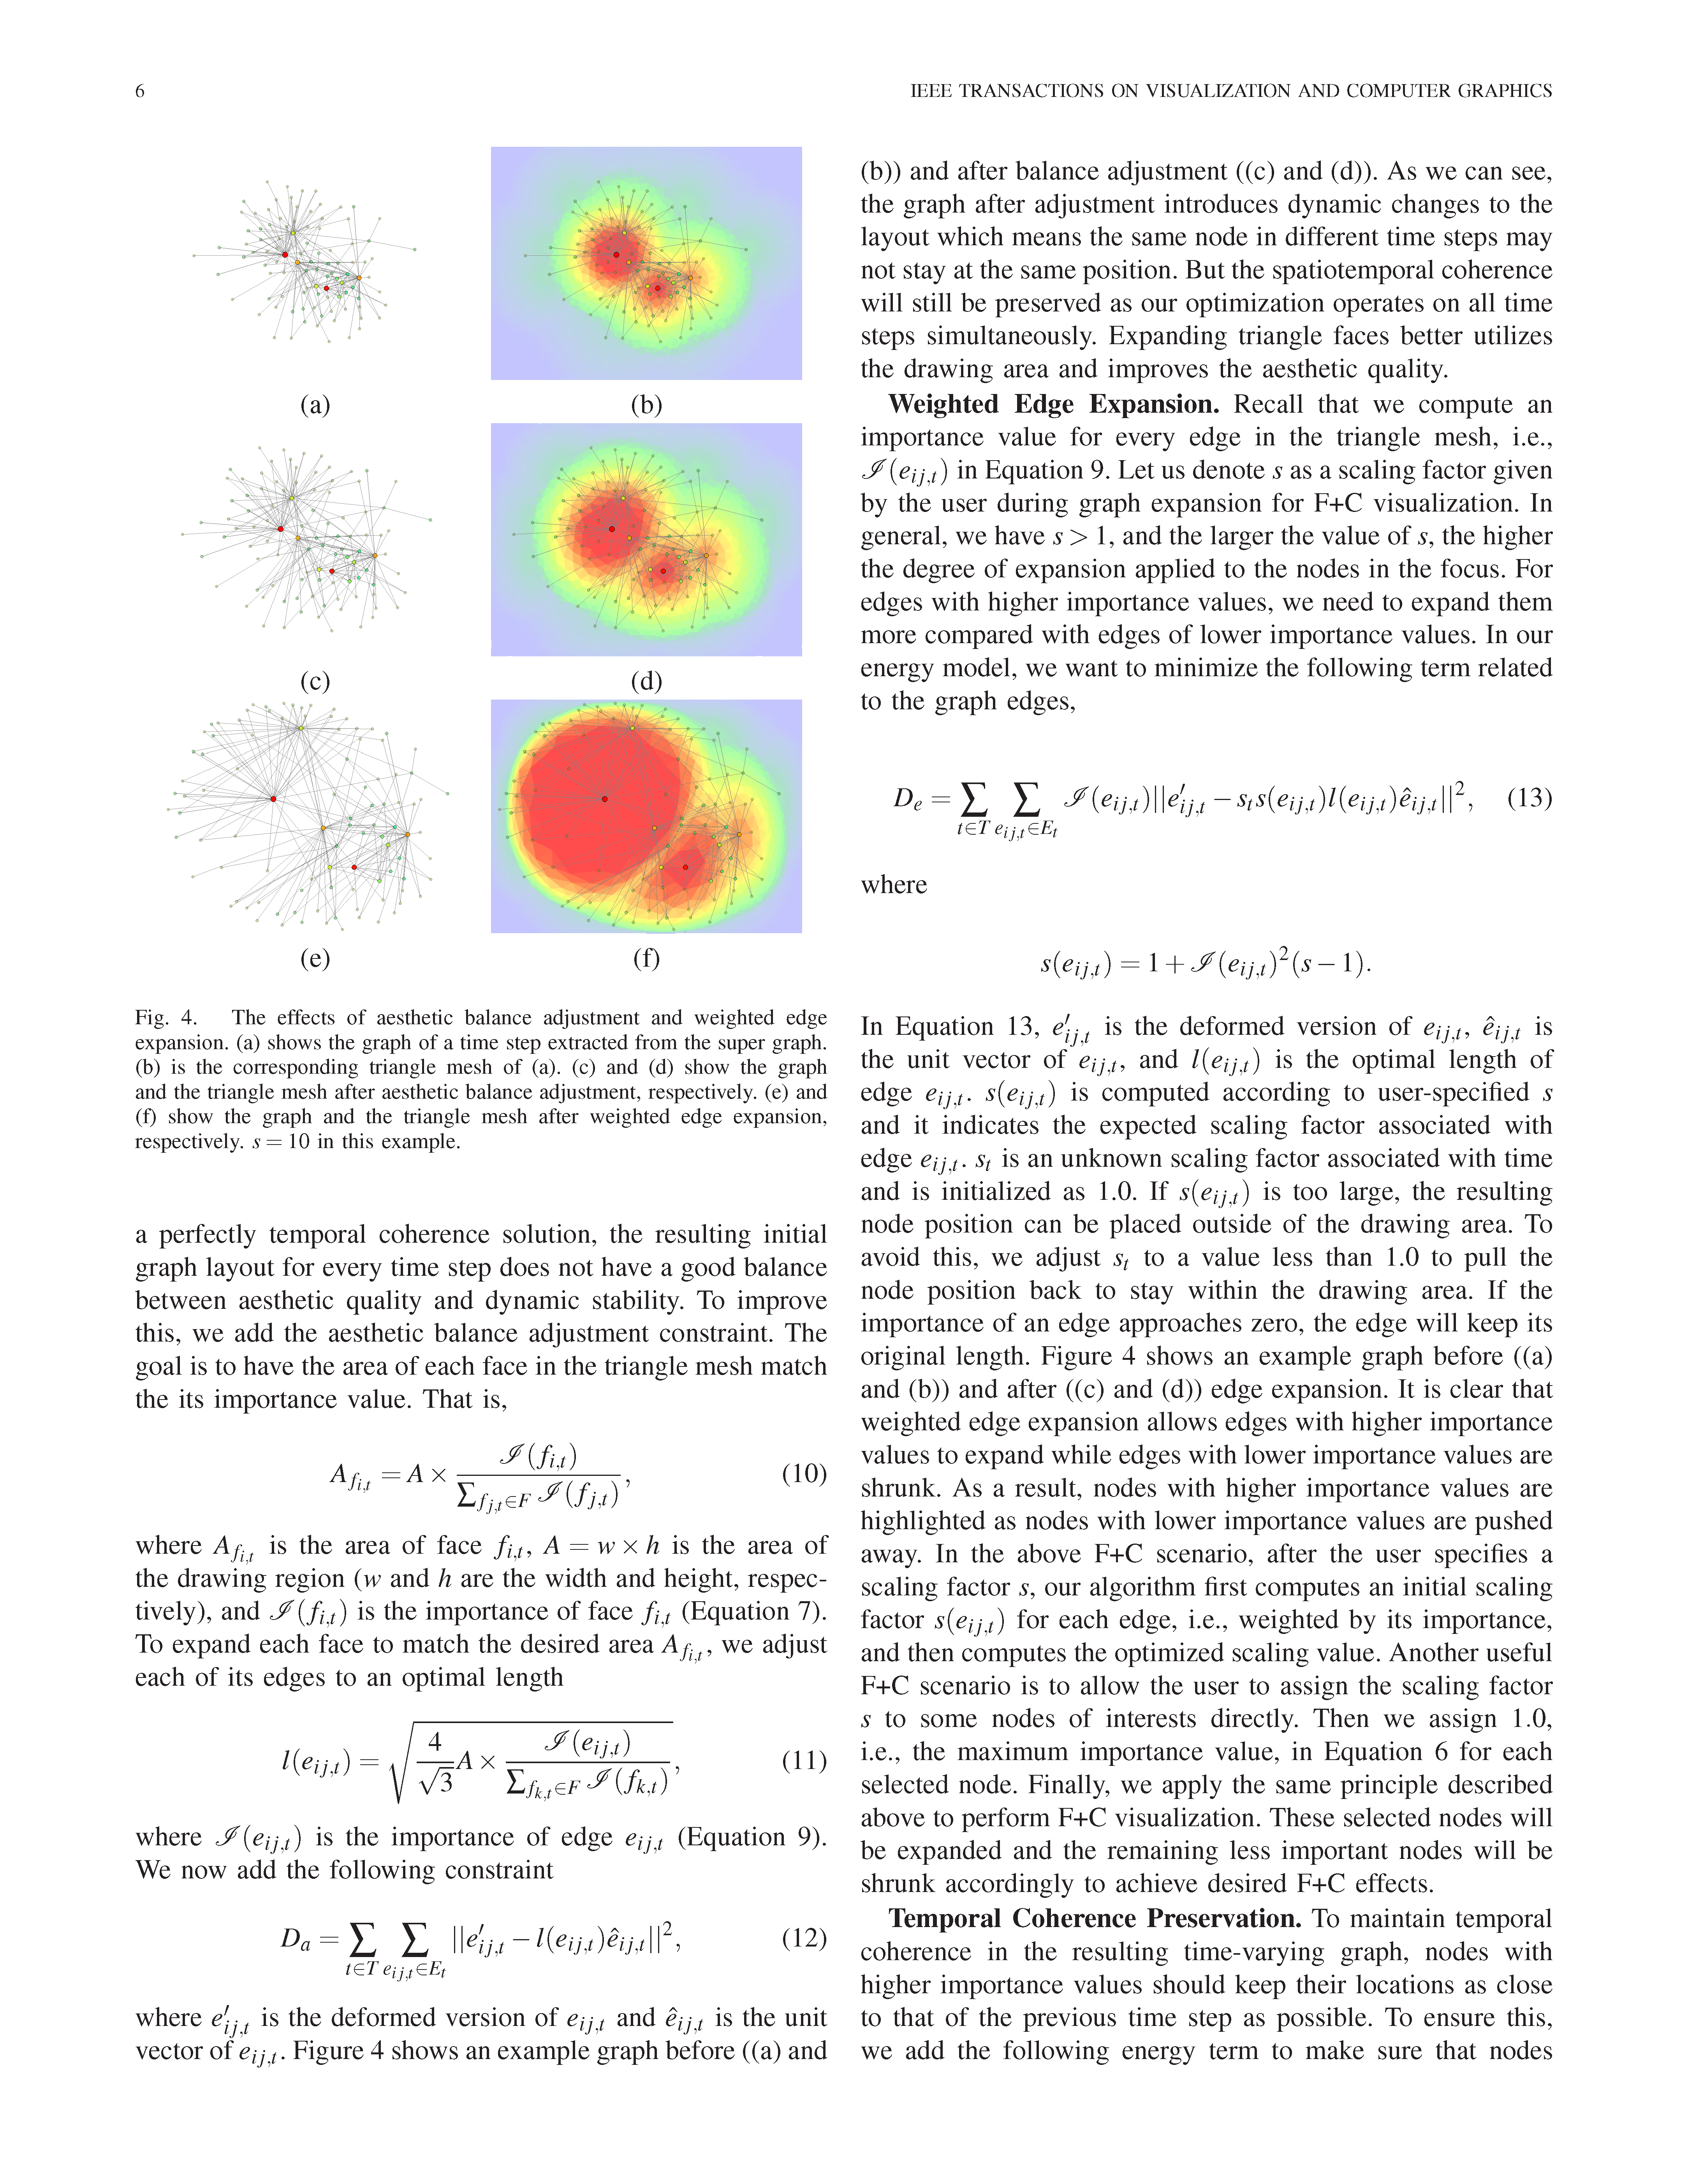 6
IEEE TRANSACTIONS ON VISUALIZATION AND COMPUTER GRAPHICS
(a)
(b)
(c)
(d)
(e)
(f)
Fig. 4. The effects of aesthetic balance adjustment and weighted edge
expansion. (a) shows the graph of a time step extracted from the super graph.
(b) is the corresponding triangle mesh of (a). (c) and (d) show the graph
and the triangle mesh after aesthetic balance adjustment, respectively. (e) and
(f) show the graph and the triangle mesh after weighted edge expansion,
respectively. s = 10 in this example.
a perfectly temporal coherence solution, the resulting initial
graph layout for every time step does not have a good balance
between aesthetic quality and dynamic stability. To improve
this, we add the aesthetic balance adjustment constraint. The
goal is to have the area of each face in the triangle mesh match
the its importance value. That is,
A_{f_{i,t}} = A × ℐ(f_{i,t}) / ∑_{f_{j,t}∈F} ℐ(f_{j,t}), (10)
where A_{f_{i,t}} is the area of face f_{i,t}, A = w × h is the area of
the drawing region (w and h are the width and height, respec-
tively), and ℐ(f_{i,t}) is the importance of face f_{i,t} (Equation 7).
To expand each face to match the desired area A_{f_{i,t}}, we adjust
each of its edges to an optimal length
l(e_{ij,t}) = √(4/√3 A × ℐ(e_{ij,t}) / ∑_{f_{k,t}∈F} ℐ(f_{k,t})), (11)
where ℐ(e_{ij,t}) is the importance of edge e_{ij,t} (Equation 9).
We now add the following constraint
D_a = ∑_{t∈T} ∑_{e_{ij,t}∈E_t} ||e′_{ij,t} − l(e_{ij,t})ê_{ij,t}||², (12)
where e′_{ij,t} is the deformed version of e_{ij,t} and ê_{ij,t} is the unit
vector of e_{ij,t}. Figure 4 shows an example graph before ((a) and
(b)) and after balance adjustment ((c) and (d)). As we can see,
the graph after adjustment introduces dynamic changes to the
layout which means the same node in different time steps may
not stay at the same position. But the spatiotemporal coherence
will still be preserved as our optimization operates on all time
steps simultaneously. Expanding triangle faces better utilizes
the drawing area and improves the aesthetic quality.
Weighted Edge Expansion. Recall that we compute an
importance value for every edge in the triangle mesh, i.e.,
ℐ(e_{ij,t}) in Equation 9. Let us denote s as a scaling factor given
by the user during graph expansion for F+C visualization. In
general, we have s > 1, and the larger the value of s, the higher
the degree of expansion applied to the nodes in the focus. For
edges with higher importance values, we need to expand them
more compared with edges of lower importance values. In our
energy model, we want to minimize the following term related
to the graph edges,
D_e = ∑_{t∈T} ∑_{e_{ij,t}∈E_t} ℐ(e_{ij,t})||e′_{ij,t} − s_t s(e_{ij,t})l(e_{ij,t})ê_{ij,t}||², (13)
where
s(e_{ij,t}) = 1 + ℐ(e_{ij,t})²(s − 1).
In Equation 13, e′_{ij,t} is the deformed version of e_{ij,t}, ê_{ij,t} is
the unit vector of e_{ij,t}, and l(e_{ij,t}) is the optimal length of
edge e_{ij,t}. s(e_{ij,t}) is computed according to user-specified s
and it indicates the expected scaling factor associated with
edge e_{ij,t}. s_t is an unknown scaling factor associated with time
and is initialized as 1.0. If s(e_{ij,t}) is too large, the resulting
node position can be placed outside of the drawing area. To
avoid this, we adjust s_t to a value less than 1.0 to pull the
node position back to stay within the drawing area. If the
importance of an edge approaches zero, the edge will keep its
original length. Figure 4 shows an example graph before ((a)
and (b)) and after ((c) and (d)) edge expansion. It is clear that
weighted edge expansion allows edges with higher importance
values to expand while edges with lower importance values are
shrunk. As a result, nodes with higher importance values are
highlighted as nodes with lower importance values are pushed
away. In the above F+C scenario, after the user specifies a
scaling factor s, our algorithm first computes an initial scaling
factor s(e_{ij,t}) for each edge, i.e., weighted by its importance,
and then computes the optimized scaling value. Another useful
F+C scenario is to allow the user to assign the scaling factor
s to some nodes of interests directly. Then we assign 1.0,
i.e., the maximum importance value, in Equation 6 for each
selected node. Finally, we apply the same principle described
above to perform F+C visualization. These selected nodes will
be expanded and the remaining less important nodes will be
shrunk accordingly to achieve desired F+C effects.
Temporal Coherence Preservation. To maintain temporal
coherence in the resulting time-varying graph, nodes with
higher importance values should keep their locations as close
to that of the previous time step as possible. To ensure this,
we add the following energy term to make sure that nodes